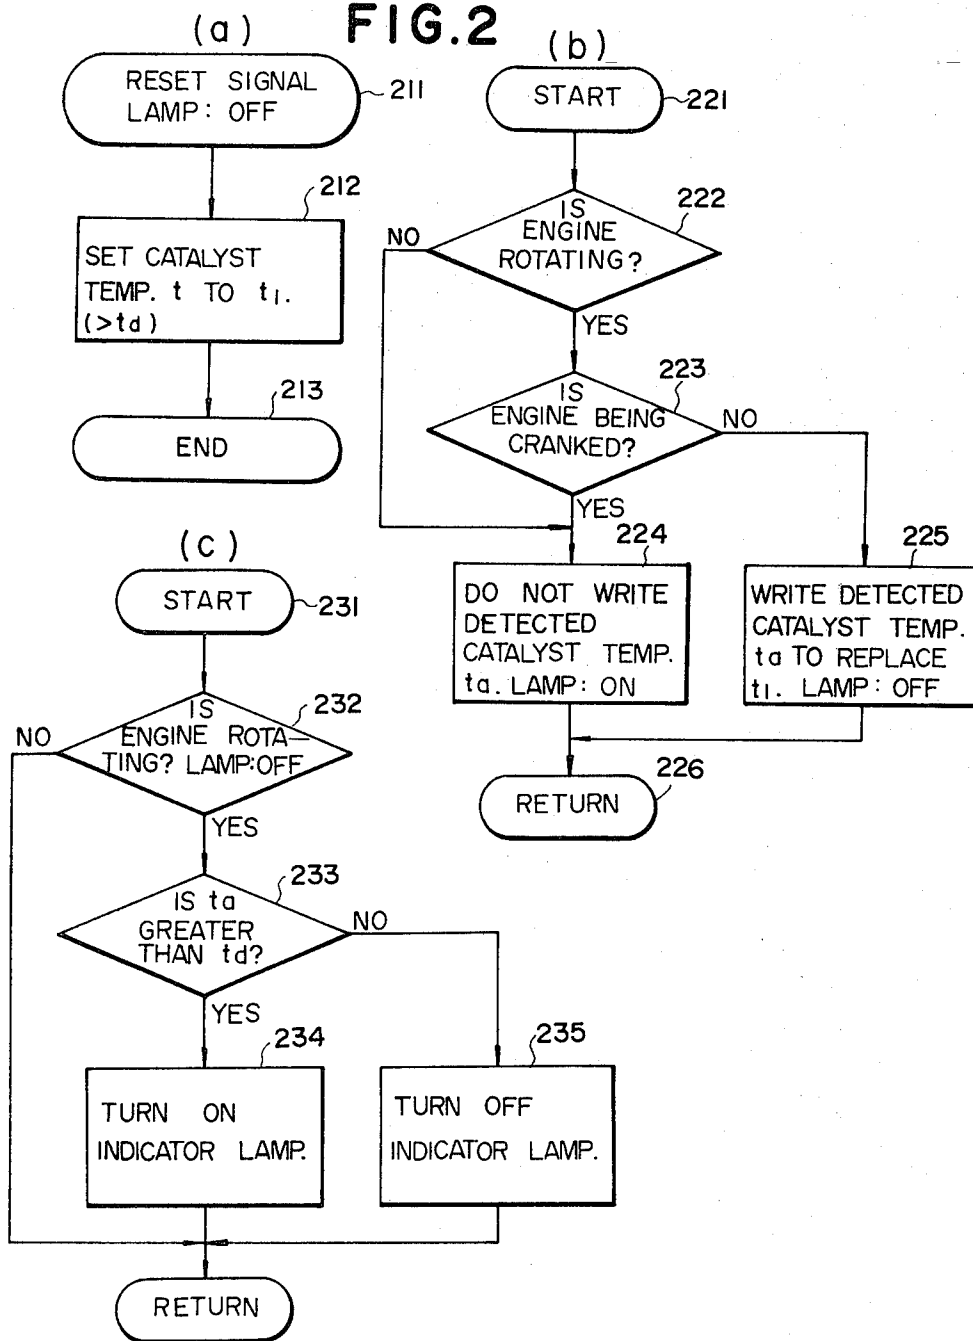 FIG.2
(a)
RESET SIGNAL
LAMP: OFF
211
212
SET CATALYST
TEMP. t TO t1.
(>td)
213
END
(b)
START
221
222
IS
ENGINE
ROTATING?
NO
YES
223
IS
ENGINE BEING
CRANKED?
NO
YES
224
DO NOT WRITE
DETECTED
CATALYST TEMP.
ta. LAMP: ON
225
WRITE DETECTED
CATALYST TEMP.
ta TO REPLACE
t1. LAMP: OFF
226
RETURN
(c)
START
231
232
IS
ENGINE ROTA—
TING? LAMP:OFF
NO
YES
233
IS ta
GREATER
THAN td?
NO
YES
234
TURN ON
INDICATOR LAMP.
235
TURN OFF
INDICATOR LAMP.
RETURN